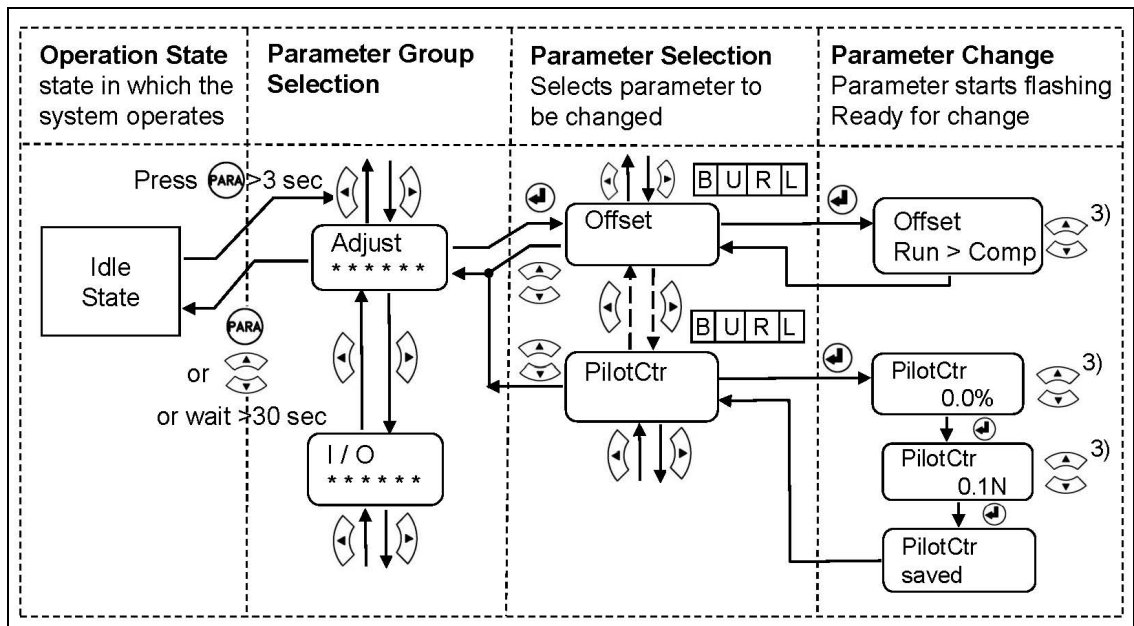 Operation State
state in which the
system operates
Parameter Group
Selection
Parameter Selection
Selects parameter to
be changed
Parameter Change
Parameter starts flashing
Ready for change
Press PARA >3 sec
Idle
State
PARA
or
or wait >30 sec
Adjust
* * * * * *
I / O
* * * * * *
B U R L
Offset
B U R L
PilotCtr
Offset
Run > Comp
3)
PilotCtr
0.0%
3)
PilotCtr
0.1N
3)
PilotCtr
saved